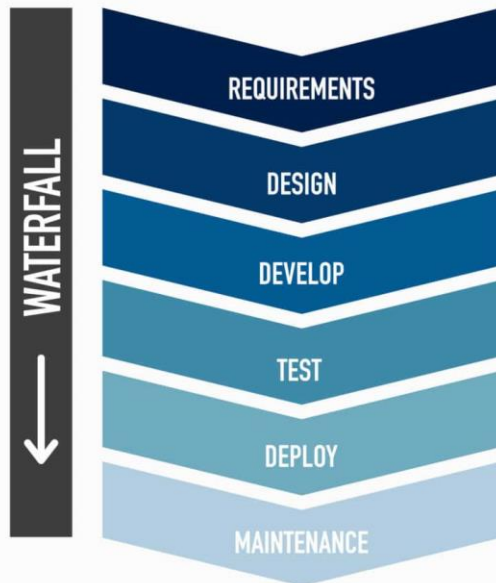 WATERFALL
REQUIREMENTS
DESIGN
DEVELOP
TEST
DEPLOY
MAINTENANCE